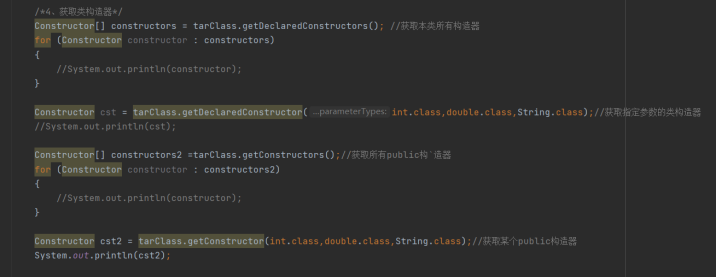 /*4、获取类构造器*/
Constructor[] constructors = tarClass.getDeclaredConstructors(); //获取本类所有构造器
for (Constructor constructor : constructors)
{
//System.out.println(constructor);
}
Constructor cst = tarClass.getDeclaredConstructor( ...parameterTypes: int.class,double.class,String.class);//获取指定参数的类构造器
//System.out.println(cst);
Constructor[] constructors2 =tarClass.getConstructors();//获取所有public构`造器
for (Constructor constructor : constructors2)
{
//System.out.println(constructor);
}
Constructor cst2 = tarClass.getConstructor(int.class,double.class,String.class);//获取某个public构造器
System.out.println(cst2);